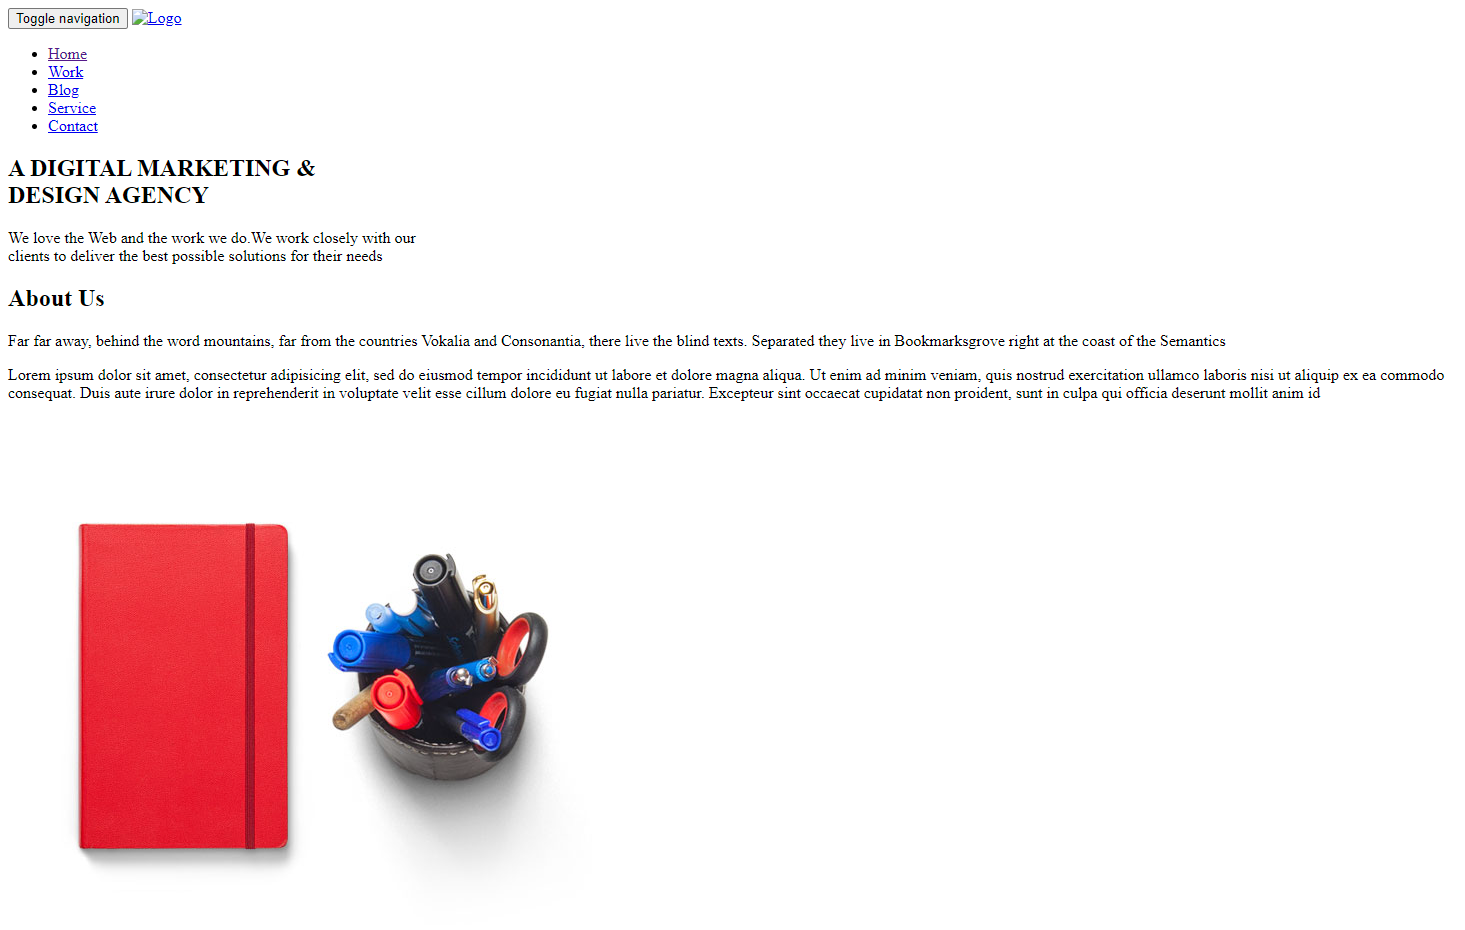 Toggle navigation Logo
Home
Work
Blog
Service
Contact
A DIGITAL MARKETING &
DESIGN AGENCY
We love the Web and the work we do.We work closely with our
clients to deliver the best possible solutions for their needs
About Us
Far far away, behind the word mountains, far from the countries Vokalia and Consonantia, there live the blind texts. Separated they live in Bookmarksgrove right at the coast of the Semantics
Lorem ipsum dolor sit amet, consectetur adipisicing elit, sed do eiusmod tempor incididunt ut labore et dolore magna aliqua. Ut enim ad minim veniam, quis nostrud exercitation ullamco laboris nisi ut aliquip ex ea commodo
consequat. Duis aute irure dolor in reprehenderit in voluptate velit esse cillum dolore eu fugiat nulla pariatur. Excepteur sint occaecat cupidatat non proident, sunt in culpa qui officia deserunt mollit anim id